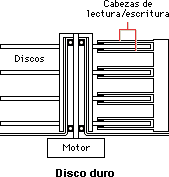 Cabezas de
lectura/escritura
Discos
Motor
Disco duro